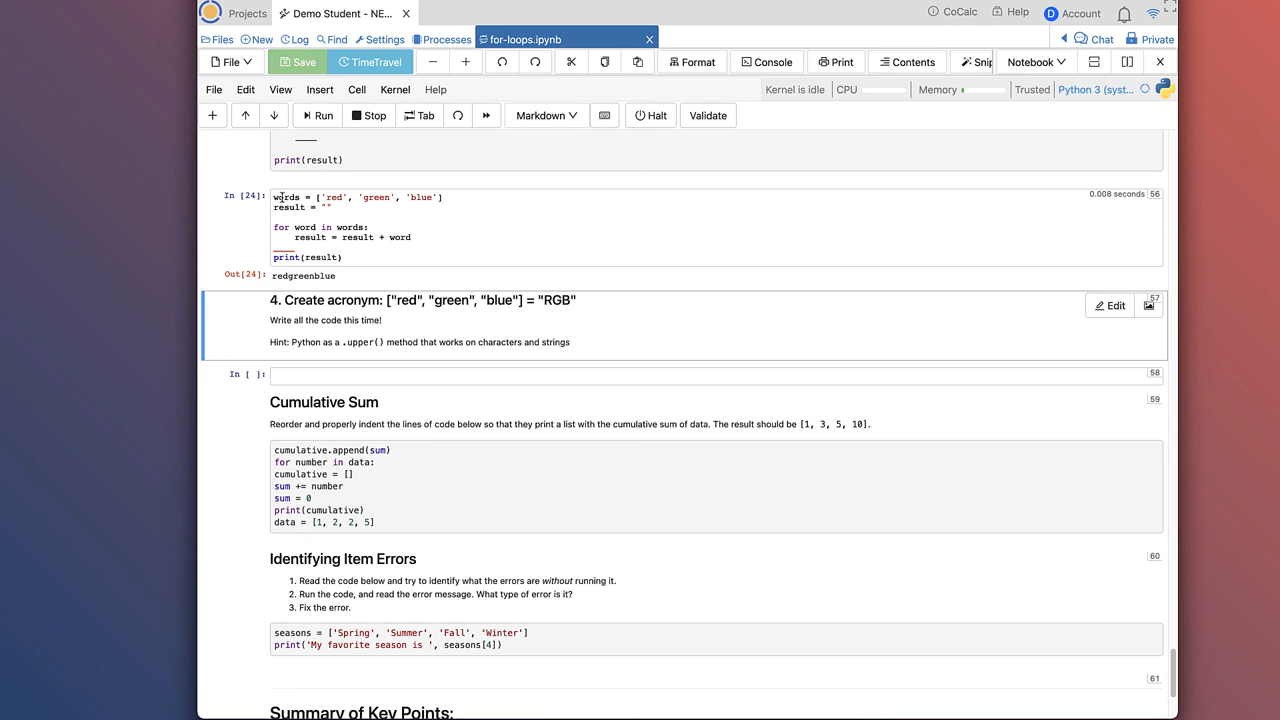 Projects
Demo Student - NE...
CoCalc
Help
Account
Files
New
Log
Find
Settings
Processes
for-loops.ipynb
Chat
Private
File
Save
TimeTravel
Format
Console
Print
Contents
Snip
Notebook
File
Edit
View
Insert
Cell
Kernel
Help
Kernel is idle
CPU
Memory
Trusted
Python 3 (syst...
Run
Stop
Tab
Markdown
Halt
Validate
____
print(result)
In [24]:
words = ['red', 'green', 'blue']
0.008 seconds
56
result = ""
for word in words:
result = result + word
____
print(result)
Out[24]:
redgreenblue
4. Create acronym: ["red", "green", "blue"] = "RGB"
57
Edit
Write all the code this time!
Hint: Python as a .upper() method that works on characters and strings
In [ ]:
58
Cumulative Sum
59
Reorder and properly indent the lines of code below so that they print a list with the cumulative sum of data. The result should be [1, 3, 5, 10].
cumulative.append(sum)
for number in data:
cumulative = []
sum += number
sum = 0
print(cumulative)
data = [1, 2, 2, 5]
Identifying Item Errors
60
1. Read the code below and try to identify what the errors are without running it.
2. Run the code, and read the error message. What type of error is it?
3. Fix the error.
seasons = ['Spring', 'Summer', 'Fall', 'Winter']
print('My favorite season is ', seasons[4])
61
Summary of Key Points: